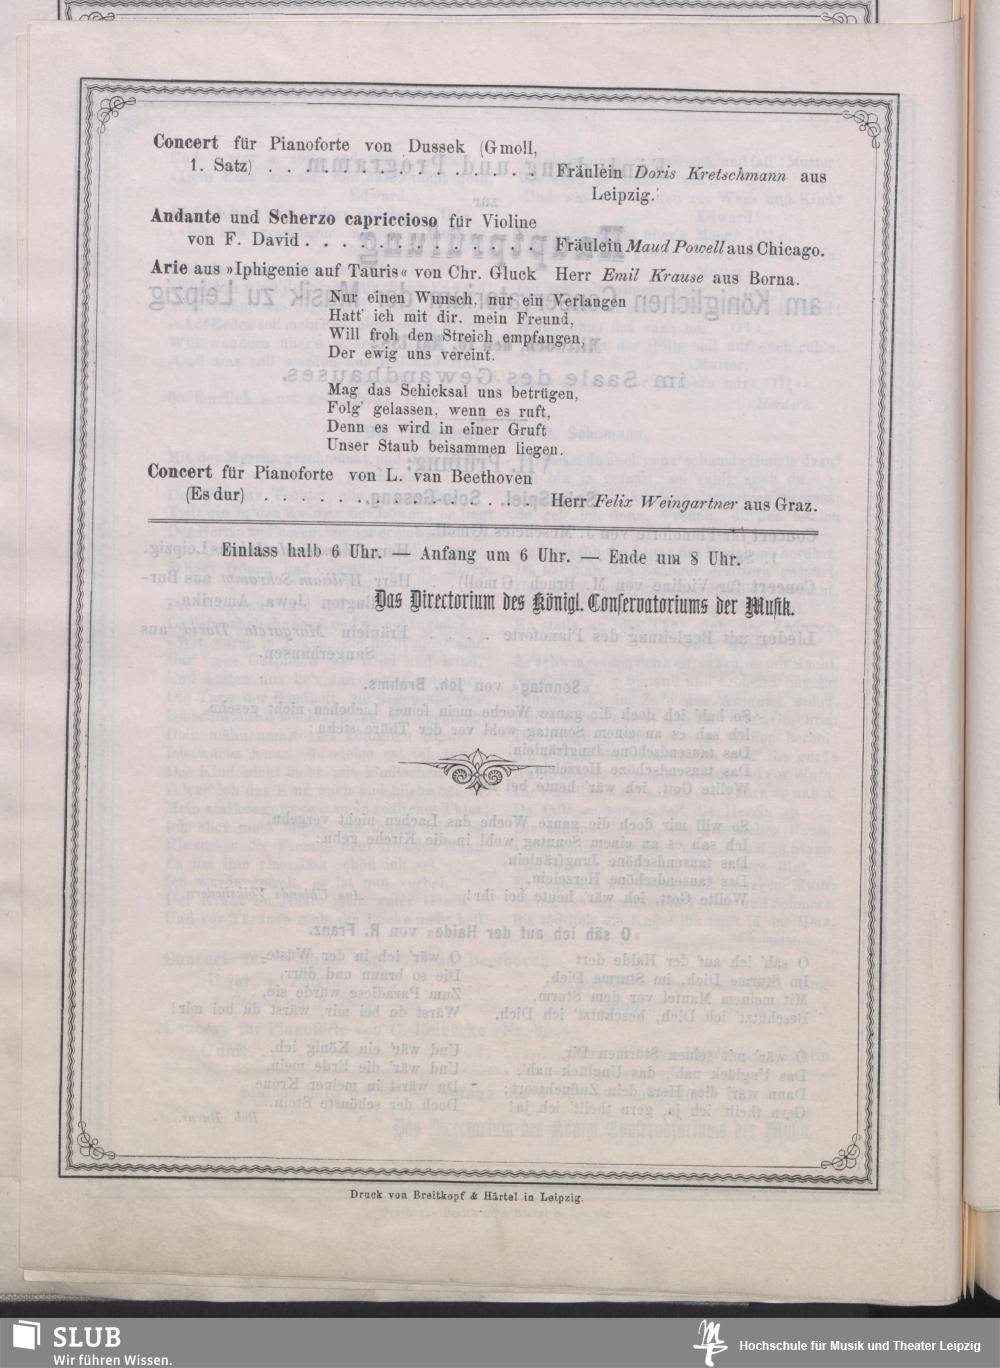 Concert für Pianoforte von Dussek (Gmoll,
1. Satz) . . . . . . . . . . . . . . . Fräulein Doris Kretschmann aus
Leipzig.
Andante und Scherzo capriccioso für Violine
von F. David . . . . . . . . . . . . . Fräulein Maud Powell aus Chicago.
Arie aus »Iphigenie auf Tauris« von Chr. Gluck Herr Emil Krause aus Borna.
Nur einen Wunsch, nur ein Verlangen
Hatt' ich mit dir, mein Freund,
Will froh den Streich empfangen,
Der ewig uns vereint.
Mag das Schicksal uns betrügen,
Folg' gelassen, wenn es ruft,
Denn es wird in einer Gruft
Unser Staub beisammen liegen.
Concert für Pianoforte von L. van Beethoven
(Es dur) . . . . . . . . . . . . . . . Herr Felix Weingartner aus Graz.
Einlass halb 6 Uhr. — Anfang um 6 Uhr. — Ende um 8 Uhr.
Das Directorium des Königl. Conservatoriums der Musik.
Druck von Breitkopf & Härtel in Leipzig.
SLUB
Wir führen Wissen.
Hochschule für Musik und Theater Leipzig